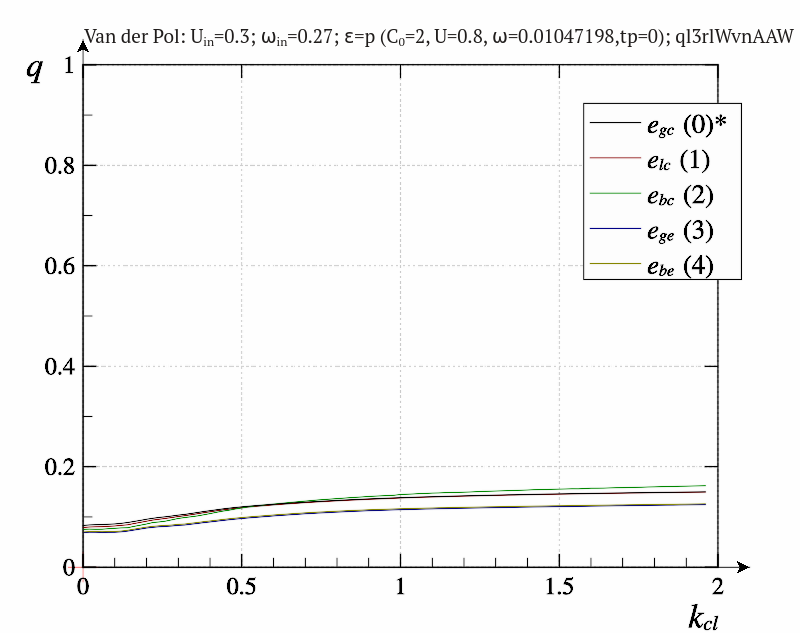 Van der Pol: Uin=0.3; ωin=0.27; ε=p (C0=2, U=0.8, ω=0.01047198,tp=0); ql3rlWvnAAW
q
1
0.8
0.6
0.4
0.2
0
0 0.5 1 1.5 2
kcl
egc (0)*
elc (1)
ebc (2)
ege (3)
ebe (4)